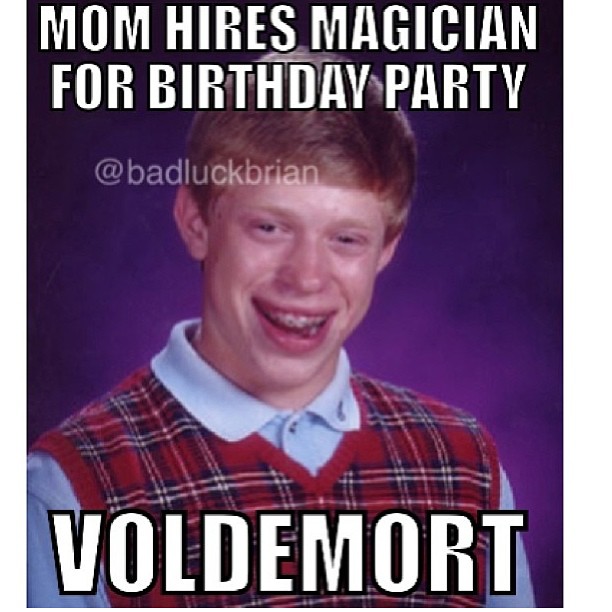 MOM HIRES MAGICIAN
FOR BIRTHDAY PARTY
@badluckbrian
VOLDEMORT